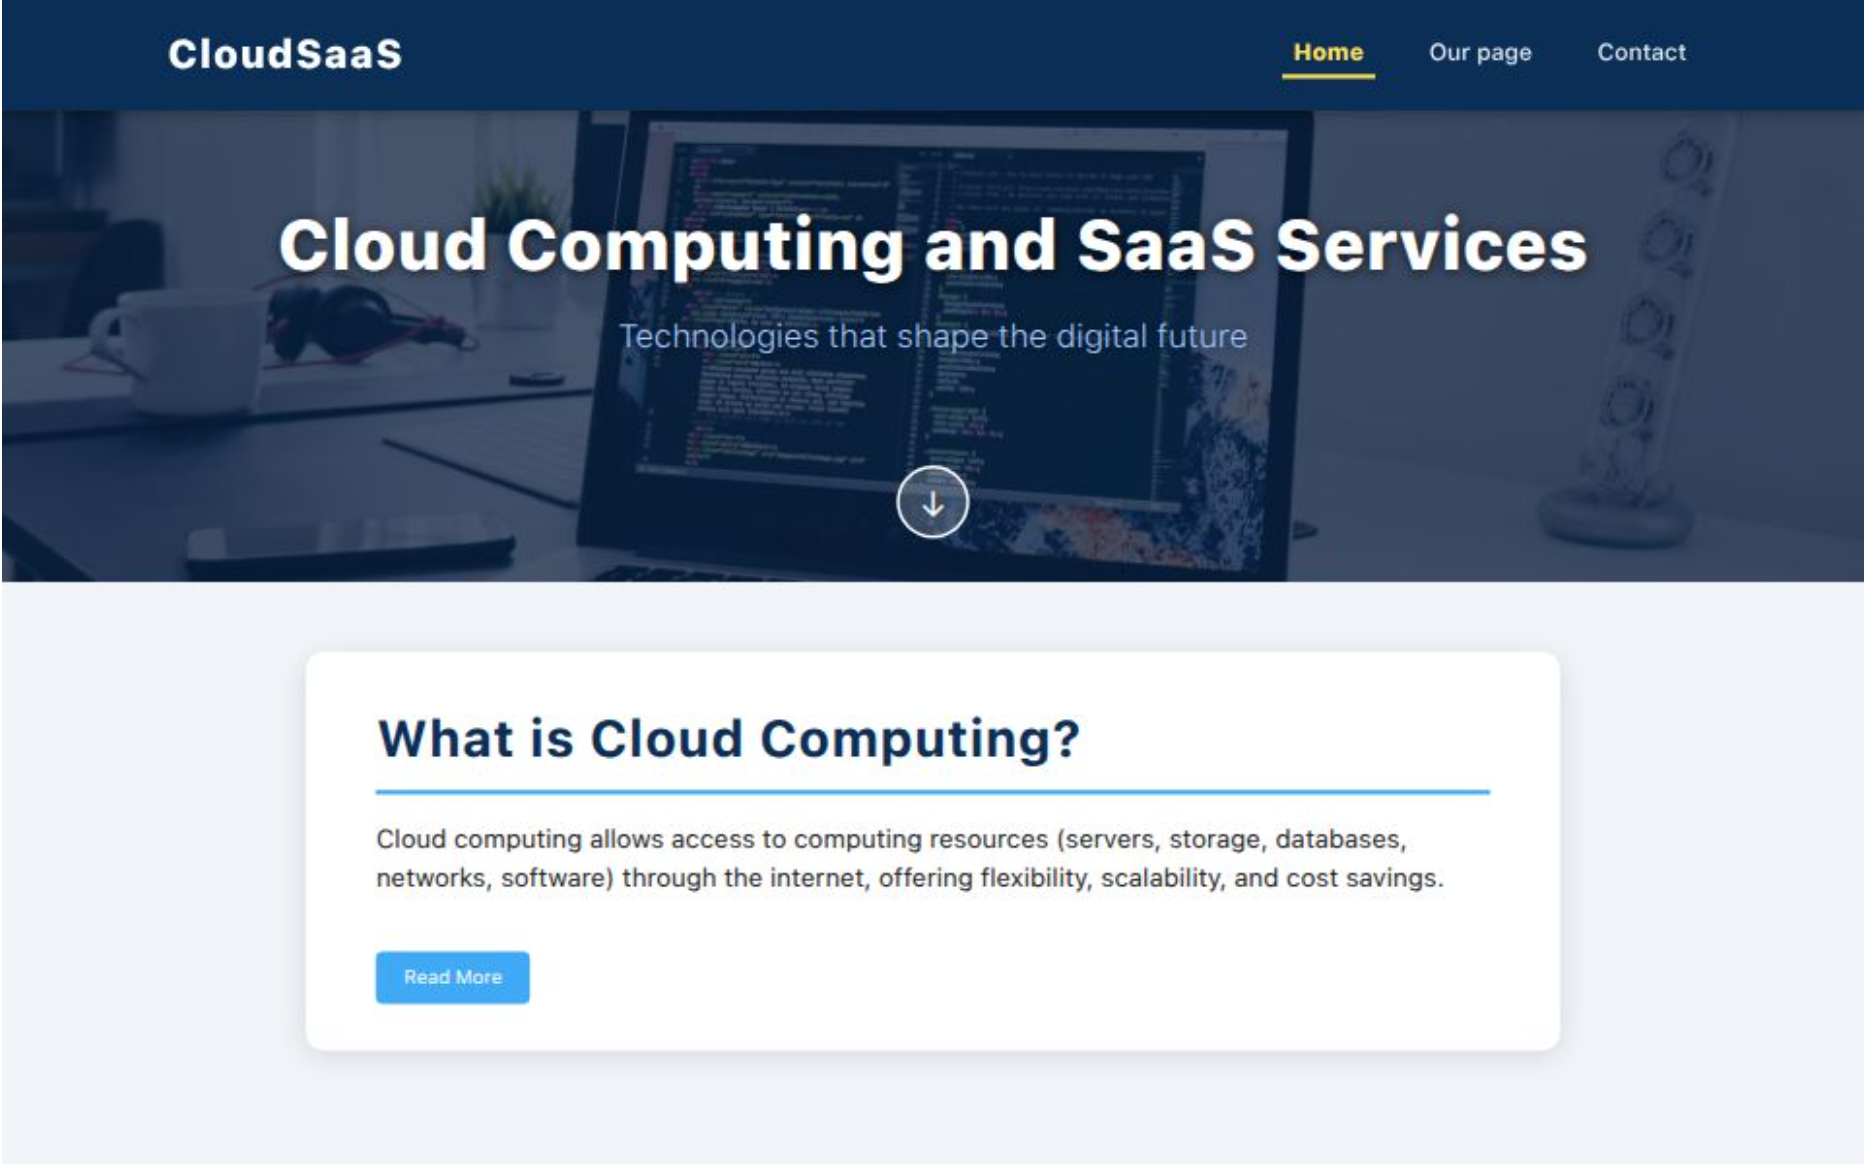 CloudSaaS
Home
Our page
Contact
Cloud Computing and SaaS Services
Technologies that shape the digital future
What is Cloud Computing?
Cloud computing allows access to computing resources (servers, storage, databases,
networks, software) through the internet, offering flexibility, scalability, and cost savings.
Read More